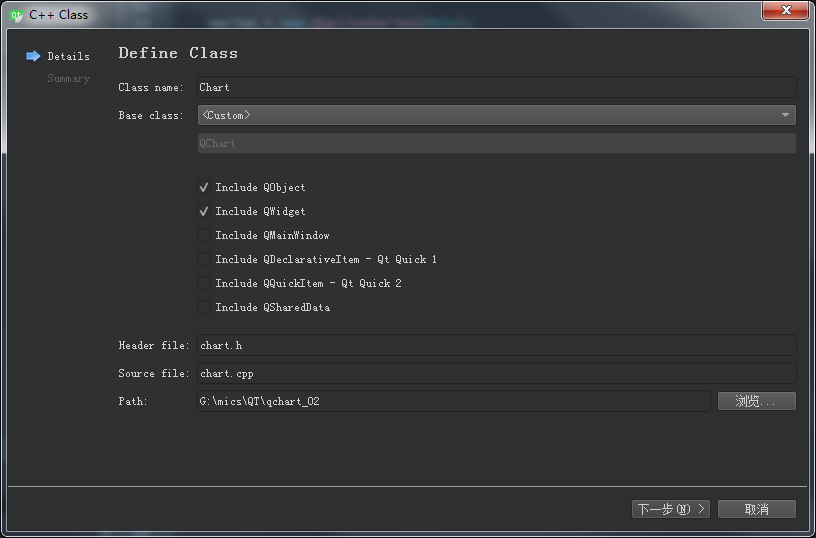 C++ Class
Details
Summary
Define Class
Class name: Chart
Base class: <Custom>
QChart
Include QObject
Include QWidget
Include QMainWindow
Include QDeclarativeItem - Qt Quick 1
Include QQuickItem - Qt Quick 2
Include QSharedData
Header file: chart.h
Source file: chart.cpp
Path: G:\mics\QT\qchart_02 浏览...
下一步(N) > 取消